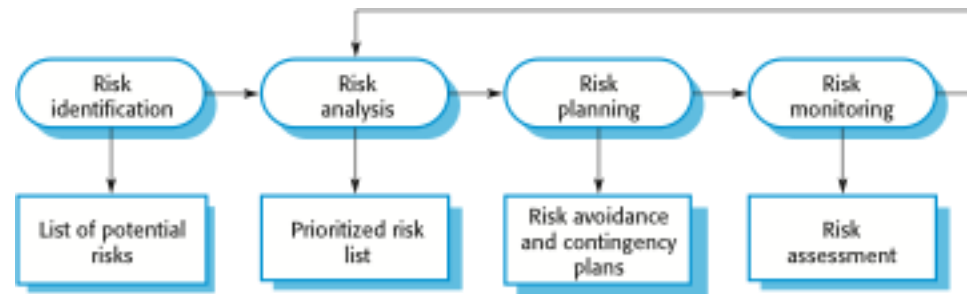 Risk
identification
Risk
analysis
Risk
planning
Risk
monitoring
List of potential
risks
Prioritized risk
list
Risk avoidance
and contingency
plans
Risk
assessment